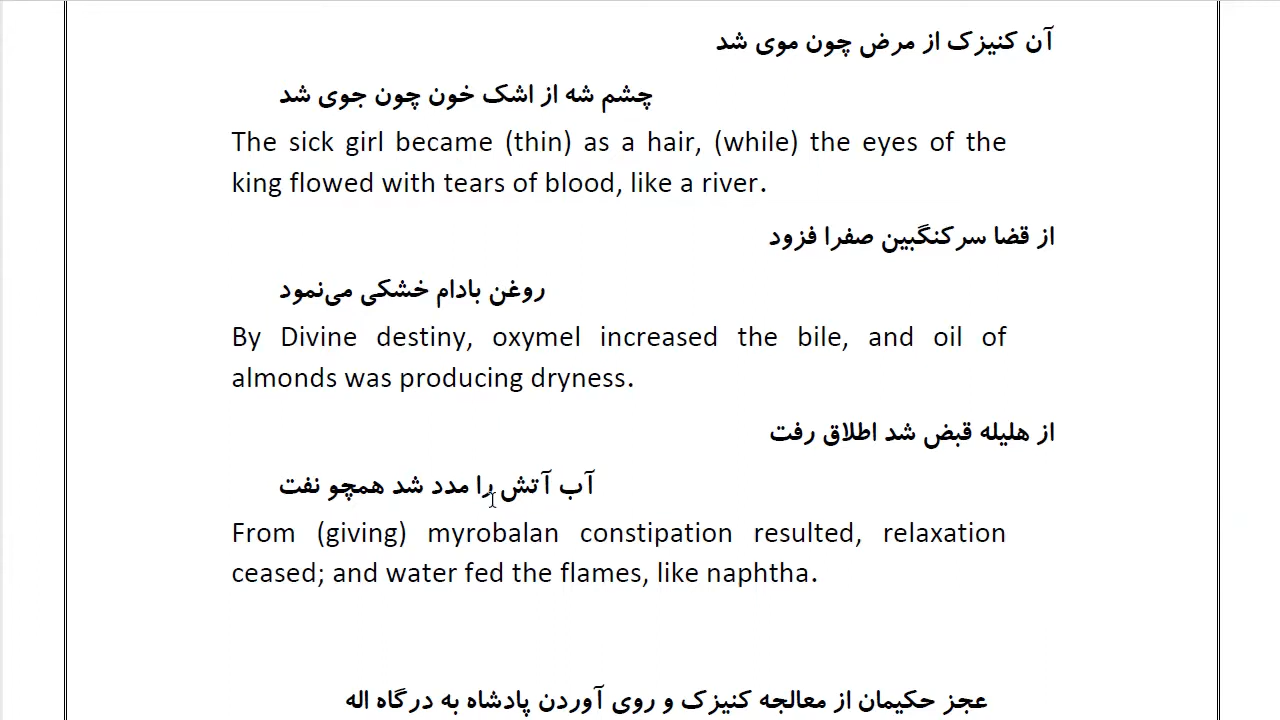 آن کنیزک از مرض چون موی شد
چشم شه از اشک خون چون جوی شد
The sick girl became (thin) as a hair, (while) the eyes of the
king flowed with tears of blood, like a river.
از قضا سرکنگبین صفرا فزود
روغن بادام خشکی می‌نمود
By Divine destiny, oxymel increased the bile, and oil of
almonds was producing dryness.
از هلیله قبض شد اطلاق رفت
آب آتش را مدد شد همچو نفت
From (giving) myrobalan constipation resulted, relaxation
ceased; and water fed the flames, like naphtha.
عجز حکیمان از معالجه کنیزک و روی آوردن پادشاه به درگاه اله